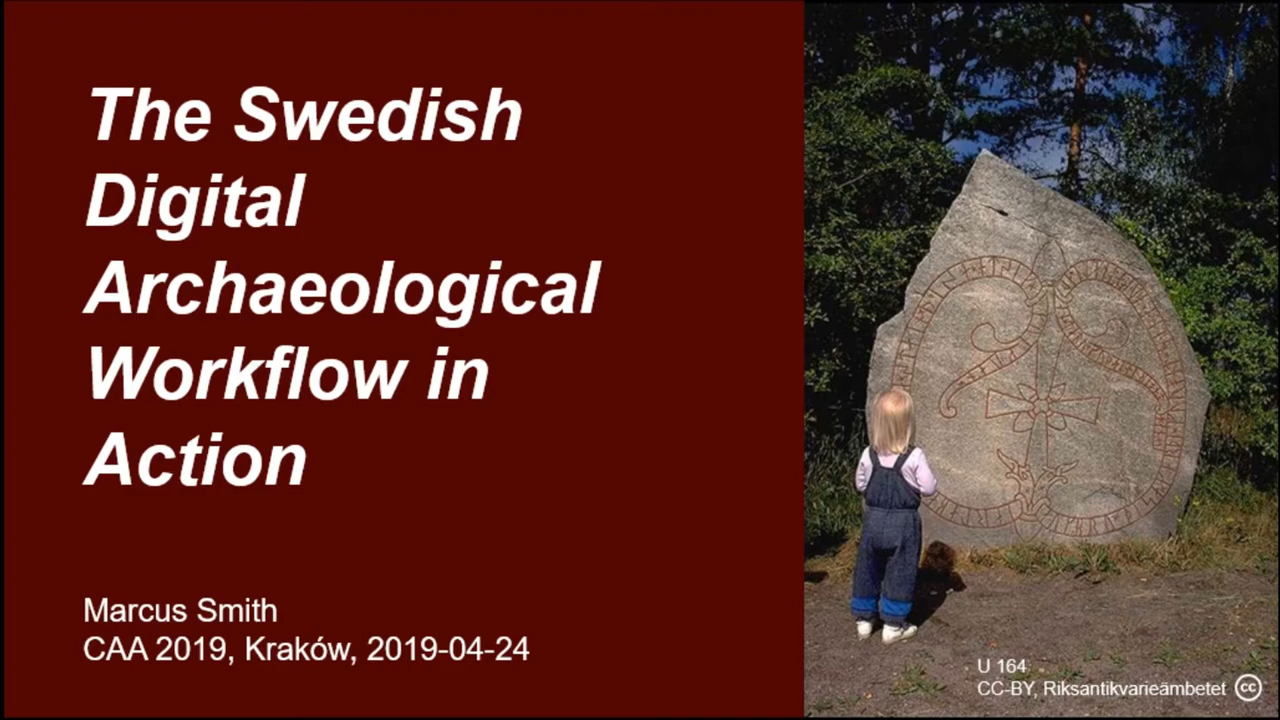 The Swedish
Digital
Archaeological
Workflow in
Action
Marcus Smith
CAA 2019, Kraków, 2019-04-24
U 164
CC-BY, Riksantikvarieämbetet
cc